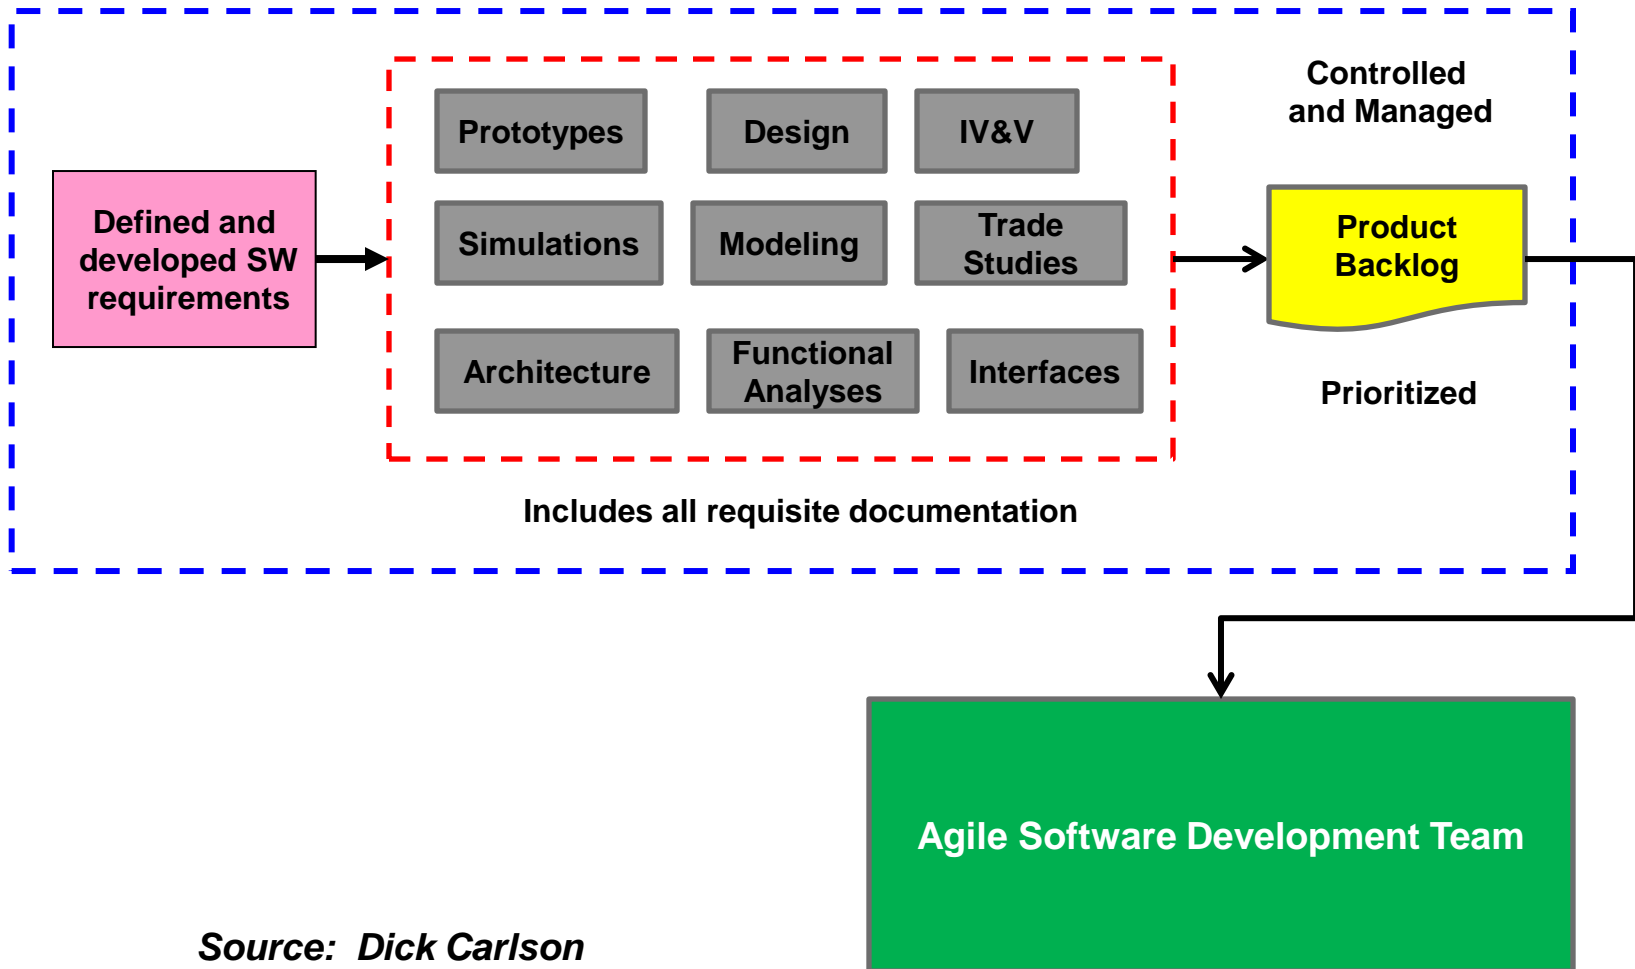 Controlled
and Managed
Prototypes
Design
IV&V
Defined and
developed SW
requirements
Simulations
Modeling
Trade
Studies
Product
Backlog
Architecture
Functional
Analyses
Interfaces
Prioritized
Includes all requisite documentation
Agile Software Development Team
Source: Dick Carlson